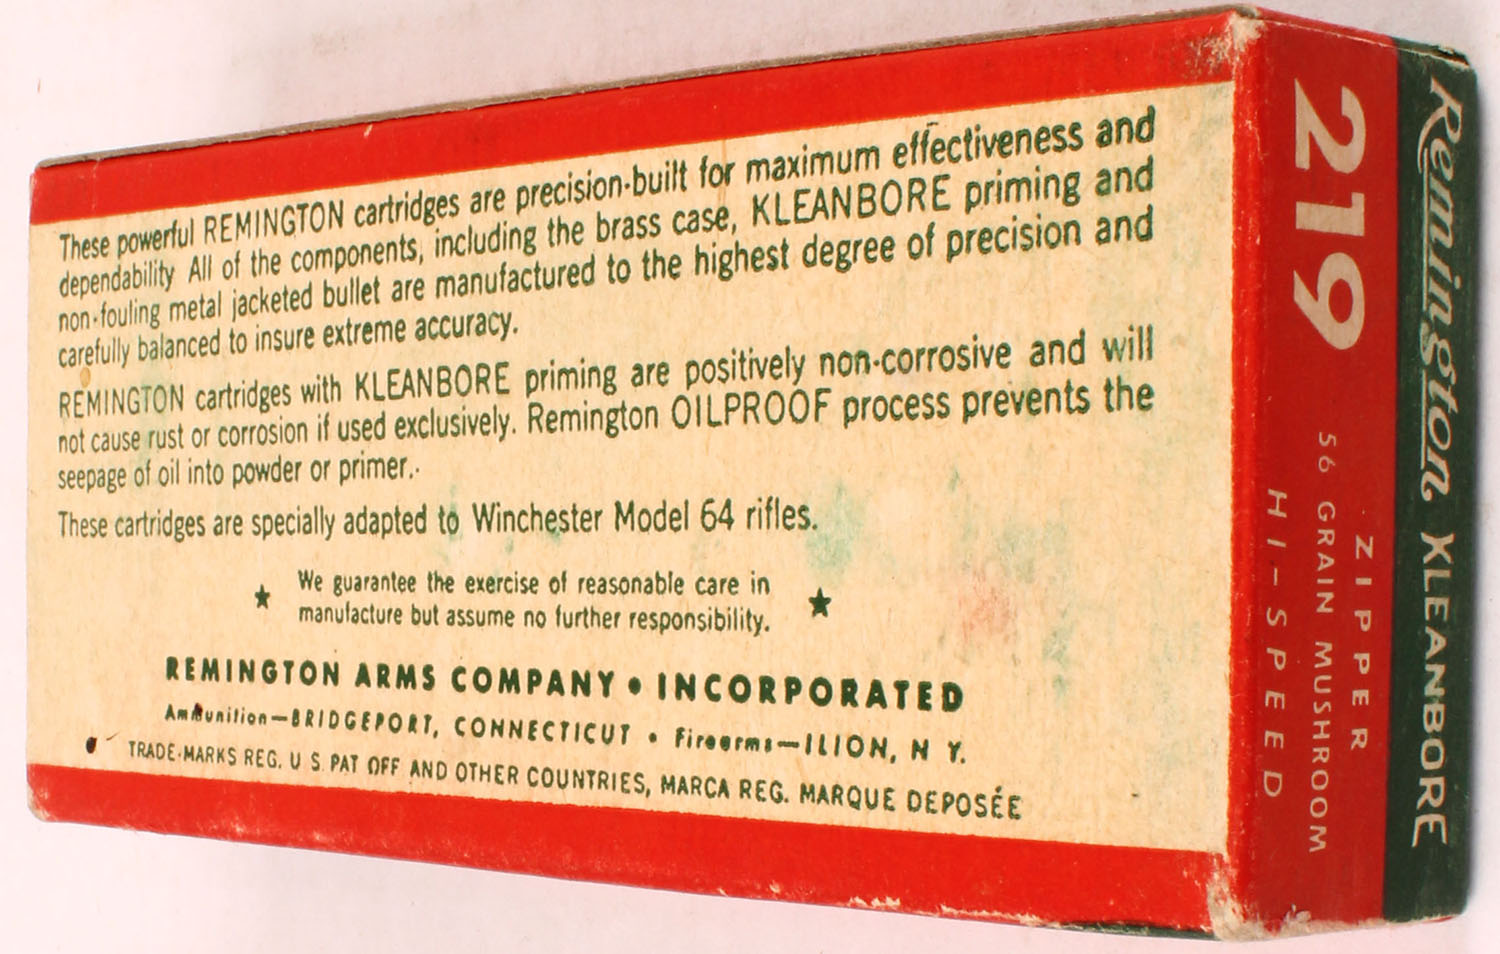 These powerful REMINGTON cartridges are precision-built for maximum effectiveness and
dependability All of the components, including the brass case, KLEANBORE priming and
non-fouling metal jacketed bullet are manufactured to the highest degree of precision and
carefully balanced to insure extreme accuracy.
REMINGTON cartridges with KLEANBORE priming are positively non-corrosive and will
not cause rust or corrosion if used exclusively. Remington OILPROOF process prevents the
seepage of oil into powder or primer.
These cartridges are specially adapted to Winchester Model 64 rifles.
★ We guarantee the exercise of reasonable care in ★
manufacture but assume no further responsibility.
REMINGTON ARMS COMPANY • INCORPORATED
Ammunition—BRIDGEPORT, CONNECTICUT • Firearms—ILION, N Y.
TRADE-MARKS REG. U S PAT OFF AND OTHER COUNTRIES, MARCA REG. MARQUE DEPOSÉE
Remington KLEANBORE
219 ZIPPER
56 GRAIN MUSHROOM
HI-SPEED